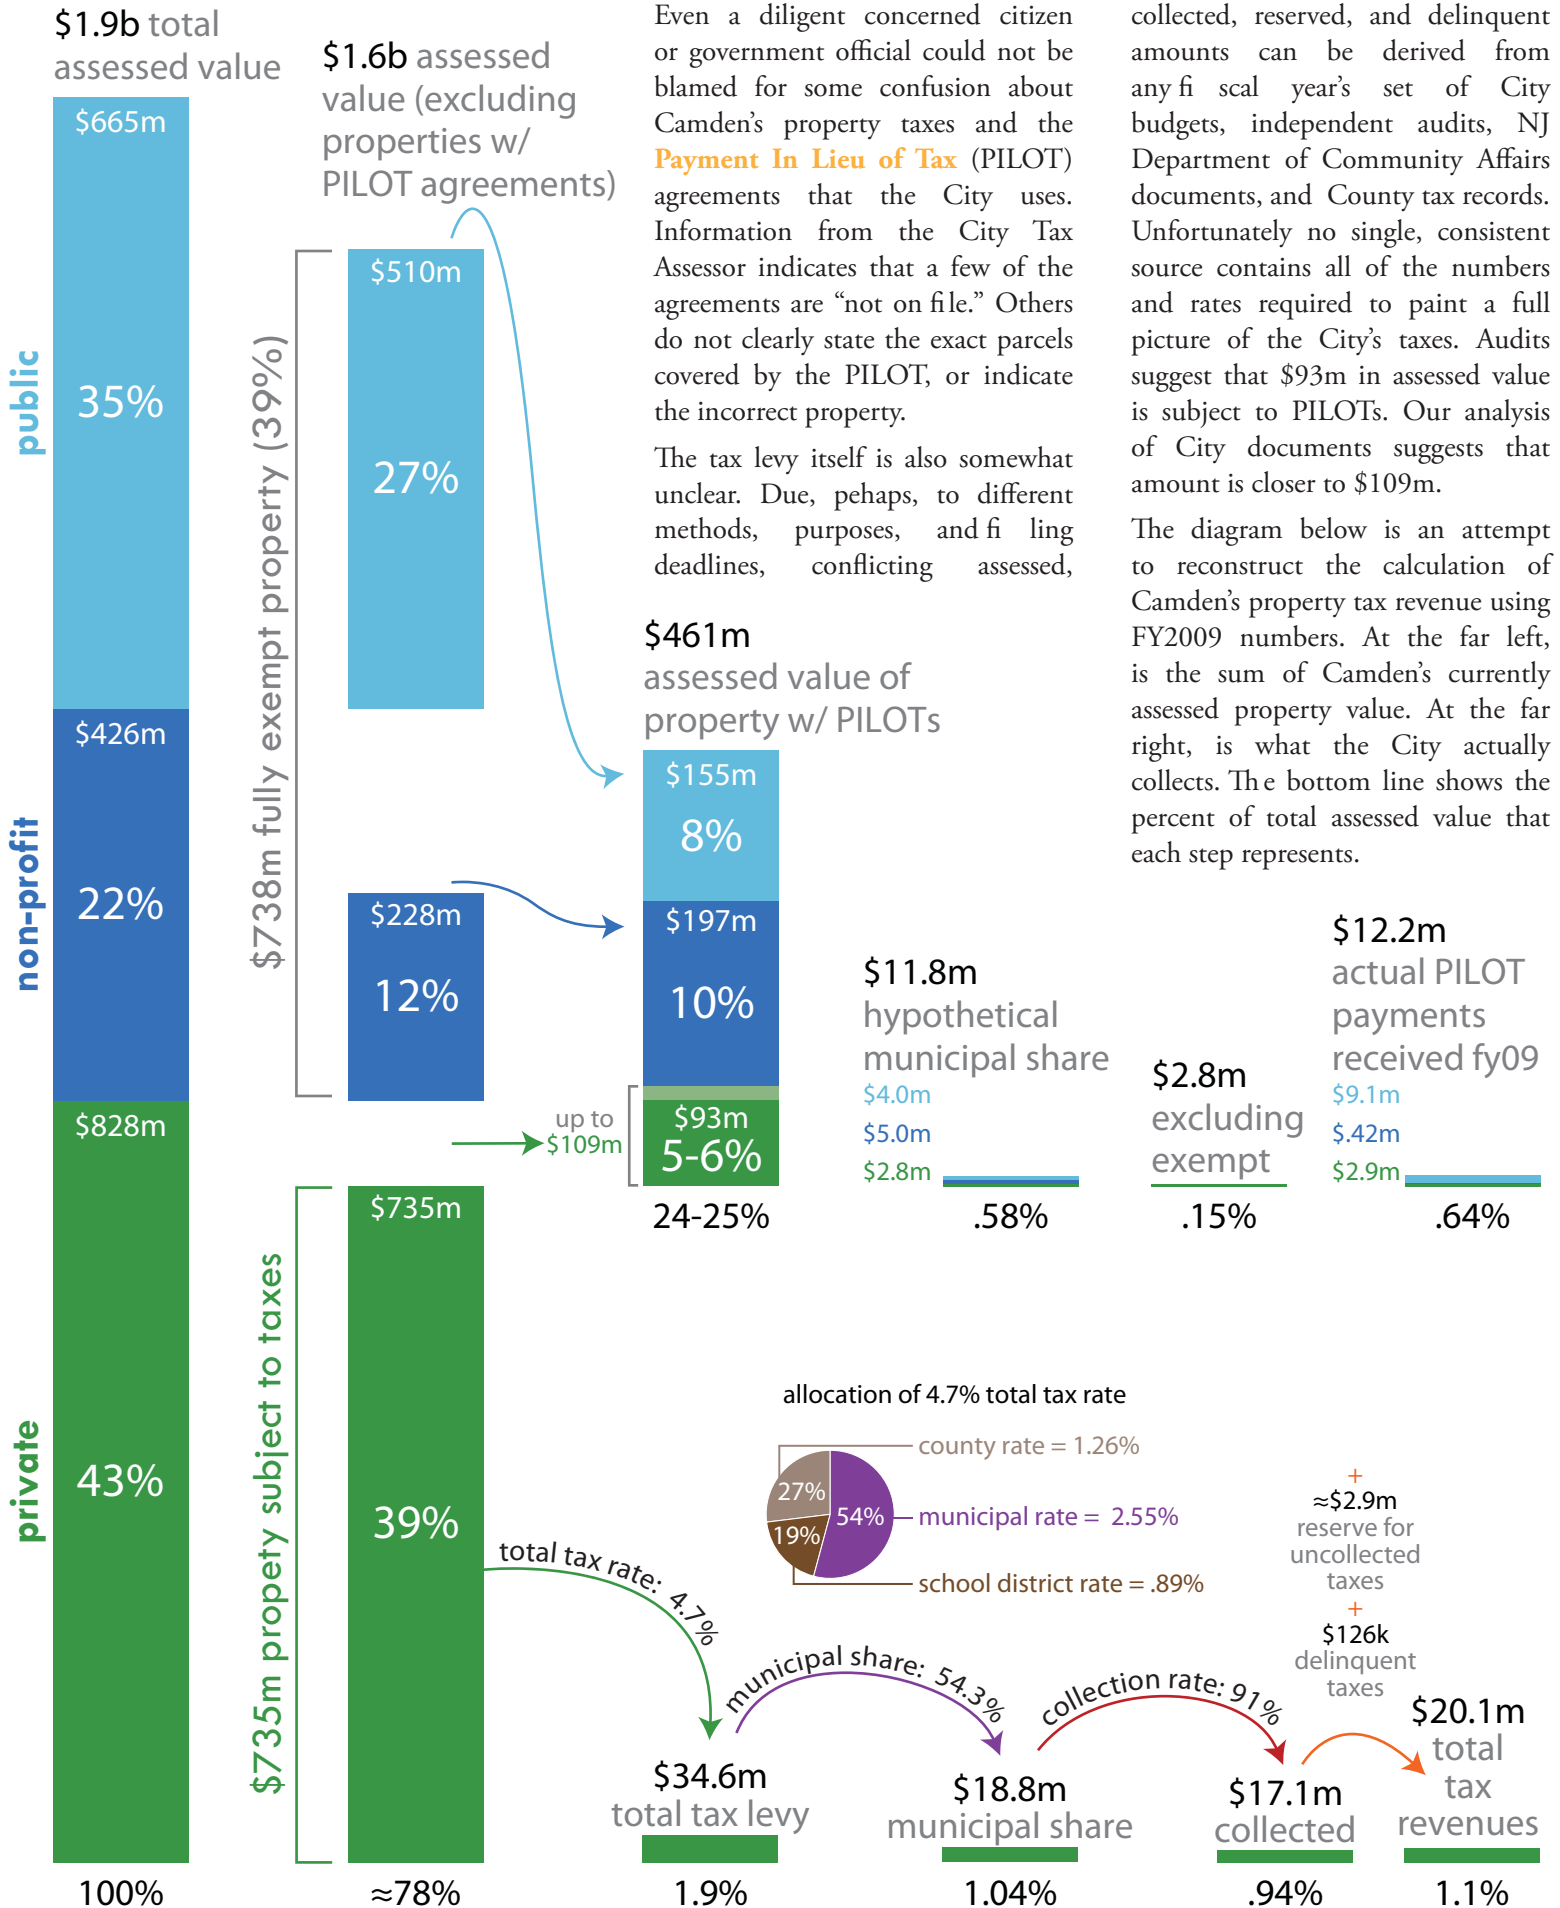 $1.9b total
assessed value
$665m
35%
$426m
22%
$828m
43%
100%
public
non-profit
private
$1.6b assessed
value (excluding
properties w/
PILOT agreements)
$738m fully exempt property (39%)
$510m
27%
$228m
12%
$735m propety subject to taxes
$735m
39%
≈78%
Even a diligent concerned citizen
or government official could not be
blamed for some confusion about
Camden's property taxes and the
Payment In Lieu of Tax (PILOT)
agreements that the City uses.
Information from the City Tax
Assessor indicates that a few of the
agreements are "not on file." Others
do not clearly state the exact parcels
covered by the PILOT, or indicate
the incorrect property.
The tax levy itself is also somewhat
unclear. Due, pehaps, to different
methods, purposes, and fi ling
deadlines, conflicting assessed,
collected, reserved, and delinquent
amounts can be derived from
any fi scal year's set of City
budgets, independent audits, NJ
Department of Community Affairs
documents, and County tax records.
Unfortunately no single, consistent
source contains all of the numbers
and rates required to paint a full
picture of the City's taxes. Audits
suggest that $93m in assessed value
is subject to PILOTs. Our analysis
of City documents suggests that
amount is closer to $109m.
The diagram below is an attempt
to reconstruct the calculation of
Camden's property tax revenue using
FY2009 numbers. At the far left,
is the sum of Camden's currently
assessed property value. At the far
right, is what the City actually
collects. Th e bottom line shows the
percent of total assessed value that
each step represents.
$461m
assessed value of
property w/ PILOTs
$155m
8%
$197m
10%
up to
$109m
$93m
5-6%
24-25%
$11.8m
hypothetical
municipal share
$4.0m
$5.0m
$2.8m
.58%
$2.8m
excluding
exempt
.15%
$12.2m
actual PILOT
payments
received fy09
$9.1m
$.42m
$2.9m
.64%
allocation of 4.7% total tax rate
county rate = 1.26%
27%
54%
municipal rate = 2.55%
19%
school district rate = .89%
total tax rate: 4.7%
$34.6m
total tax levy
1.9%
municipal share: 54.3%
$18.8m
municipal share
1.04%
collection rate: 91%
$17.1m
collected
.94%
+
≈$2.9m
reserve for
uncollected
taxes
+
$126k
delinquent
taxes
$20.1m
total
tax
revenues
1.1%